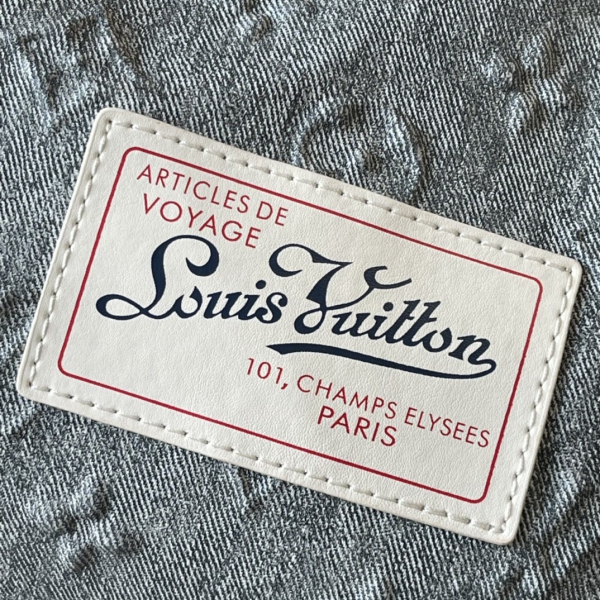 ARTICLES DE
VOYAGE
Louis Vuitton
101, CHAMPS ELYSEES
PARIS